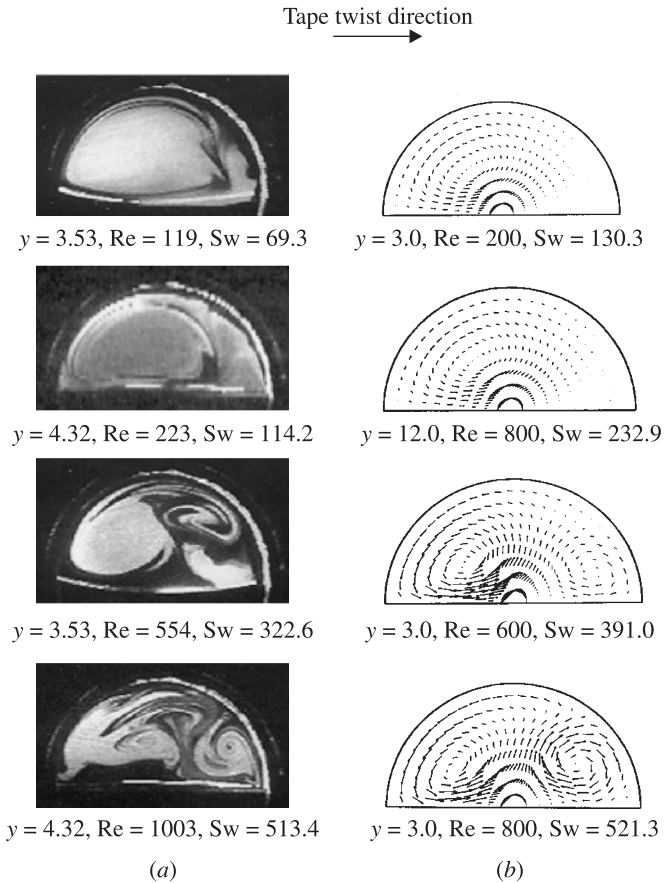 Tape twist direction
y = 3.53, Re = 119, Sw = 69.3
y = 3.0, Re = 200, Sw = 130.3
y = 4.32, Re = 223, Sw = 114.2
y = 12.0, Re = 800, Sw = 232.9
y = 3.53, Re = 554, Sw = 322.6
y = 3.0, Re = 600, Sw = 391.0
y = 4.32, Re = 1003, Sw = 513.4
y = 3.0, Re = 800, Sw = 521.3
(a)
(b)